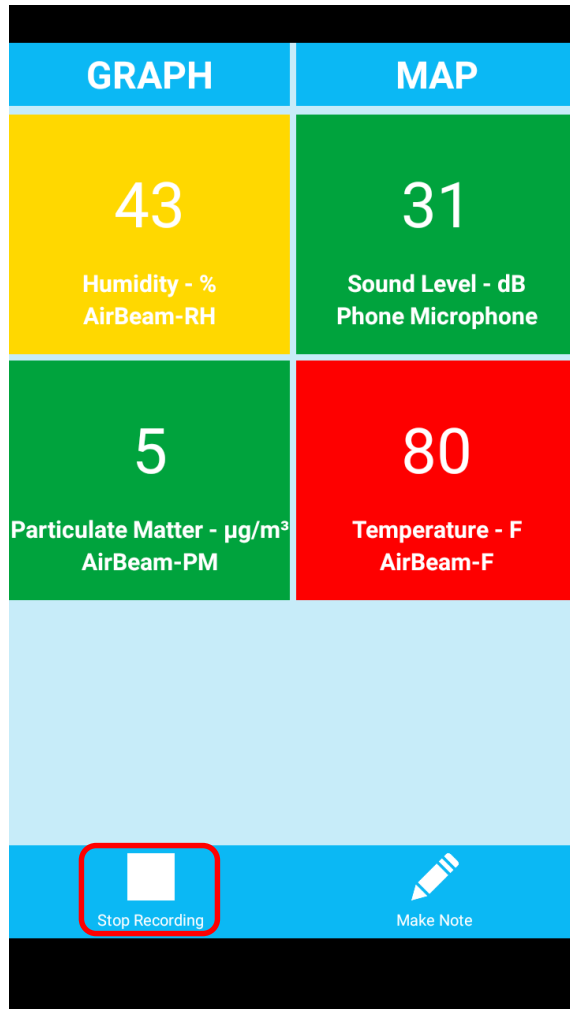 GRAPH
MAP
43
Humidity - %
AirBeam-RH
31
Sound Level - dB
Phone Microphone
5
Particulate Matter - µg/m³
AirBeam-PM
80
Temperature - F
AirBeam-F
Stop Recording
Make Note